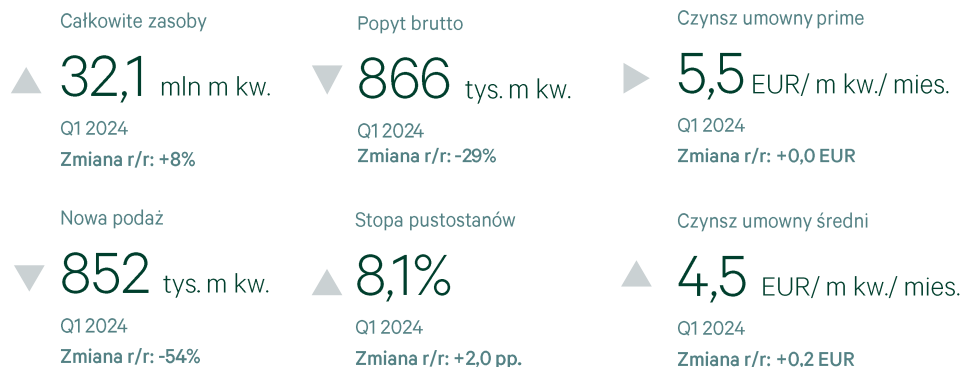 Całkowite zasoby
32,1 mln m kw.
Q1 2024
Zmiana r/r: +8%
Popyt brutto
866 tys. m kw.
Q1 2024
Zmiana r/r: -29%
Czynsz umowny prime
5,5 EUR/ m kw./ mies.
Q1 2024
Zmiana r/r: +0,0 EUR
Nowa podaż
852 tys. m kw.
Q1 2024
Zmiana r/r: -54%
Stopa pustostanów
8,1%
Q1 2024
Zmiana r/r: +2,0 pp.
Czynsz umowny średni
4,5 EUR/ m kw./ mies.
Q1 2024
Zmiana r/r: +0,2 EUR